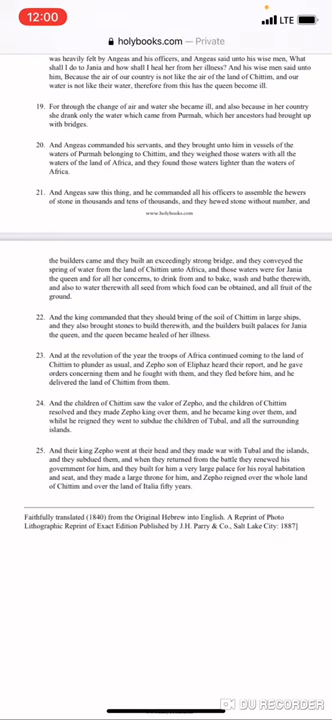 12:00
LTE
holybooks.com — Private
was heavily felt by Angeas and his officers, and Angeas said unto his wise men, What
shall I do to Jania and how shall I heal her from her illness? And his wise men said unto
him, Because the air of our country is not like the air of the land of Chittim, and our
water is not like their water, therefore from this has the queen become ill.
19. For through the change of air and water she became ill, and also because in her country
she drank only the water which came from Purmah, which her ancestors had brought up
with bridges.
20. And Angeas commanded his servants, and they brought unto him in vessels of the
waters of Purmah belonging to Chittim, and they weighed those waters with all the
waters of the land of Africa, and they found those waters lighter than the waters of
Africa.
21. And Angeas saw this thing, and he commanded all his officers to assemble the hewers
of stone in thousands and tens of thousands, and they hewed stone without number, and
www.holybooks.com
the builders came and they built an exceedingly strong bridge, and they conveyed the
spring of water from the land of Chittim unto Africa, and those waters were for Jania
the queen and for all her concerns, to drink from and to bake, wash and bathe therewith,
and also to water therewith all seed from which food can be obtained, and all fruit of the
ground.
22. And the king commanded that they should bring of the soil of Chittim in large ships,
and they also brought stones to build therewith, and the builders built palaces for Jania
the queen, and the queen became healed of her illness.
23. And at the revolution of the year the troops of Africa continued coming to the land of
Chittim to plunder as usual, and Zepho son of Eliphaz heard their report, and he gave
orders concerning them and he fought with them, and they fled before him, and he
delivered the land of Chittim from them.
24. And the children of Chittim saw the valor of Zepho, and the children of Chittim
resolved and they made Zepho king over them, and he became king over them, and
whilst he reigned they went to subdue the children of Tubal, and all the surrounding
islands.
25. And their king Zepho went at their head and they made war with Tubal and the islands,
and they subdued them, and when they returned from the battle they renewed his
government for him, and they built for him a very large palace for his royal habitation
and seat, and they made a large throne for him, and Zepho reigned over the whole land
of Chittim and over the land of Italia fifty years.
Faithfully translated (1840) from the Original Hebrew into English. A Reprint of Photo
Lithographic Reprint of Exact Edition Published by J.H. Parry & Co., Salt Lake City: 1887]
DU RECORDER